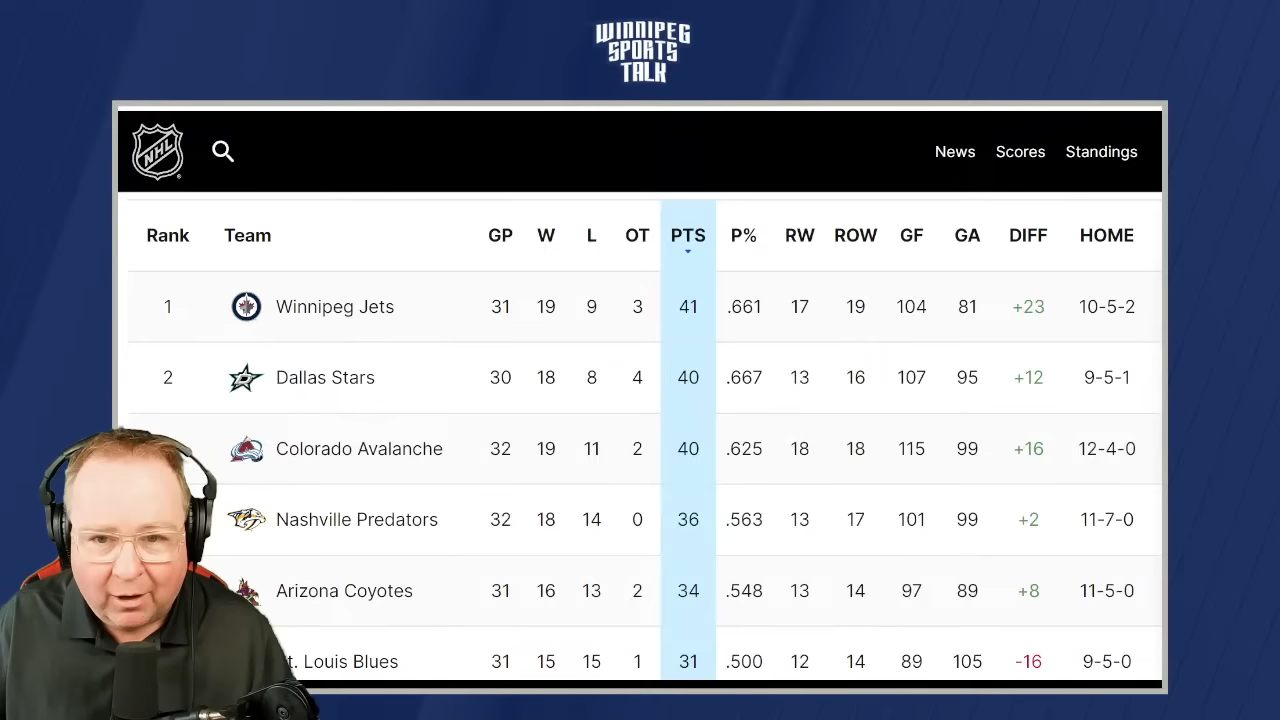 WINNIPEG
SPORTS
TALK
NHL
News Scores Standings
Rank Team GP W L OT PTS P% RW ROW GF GA DIFF HOME
1 Winnipeg Jets 31 19 9 3 41 .661 17 19 104 81 +23 10-5-2
2 Dallas Stars 30 18 8 4 40 .667 13 16 107 95 +12 9-5-1
Colorado Avalanche 32 19 11 2 40 .625 18 18 115 99 +16 12-4-0
Nashville Predators 32 18 14 0 36 .563 13 17 101 99 +2 11-7-0
Arizona Coyotes 31 16 13 2 34 .548 13 14 97 89 +8 11-5-0
t. Louis Blues 31 15 15 1 31 .500 12 14 89 105 -16 9-5-0